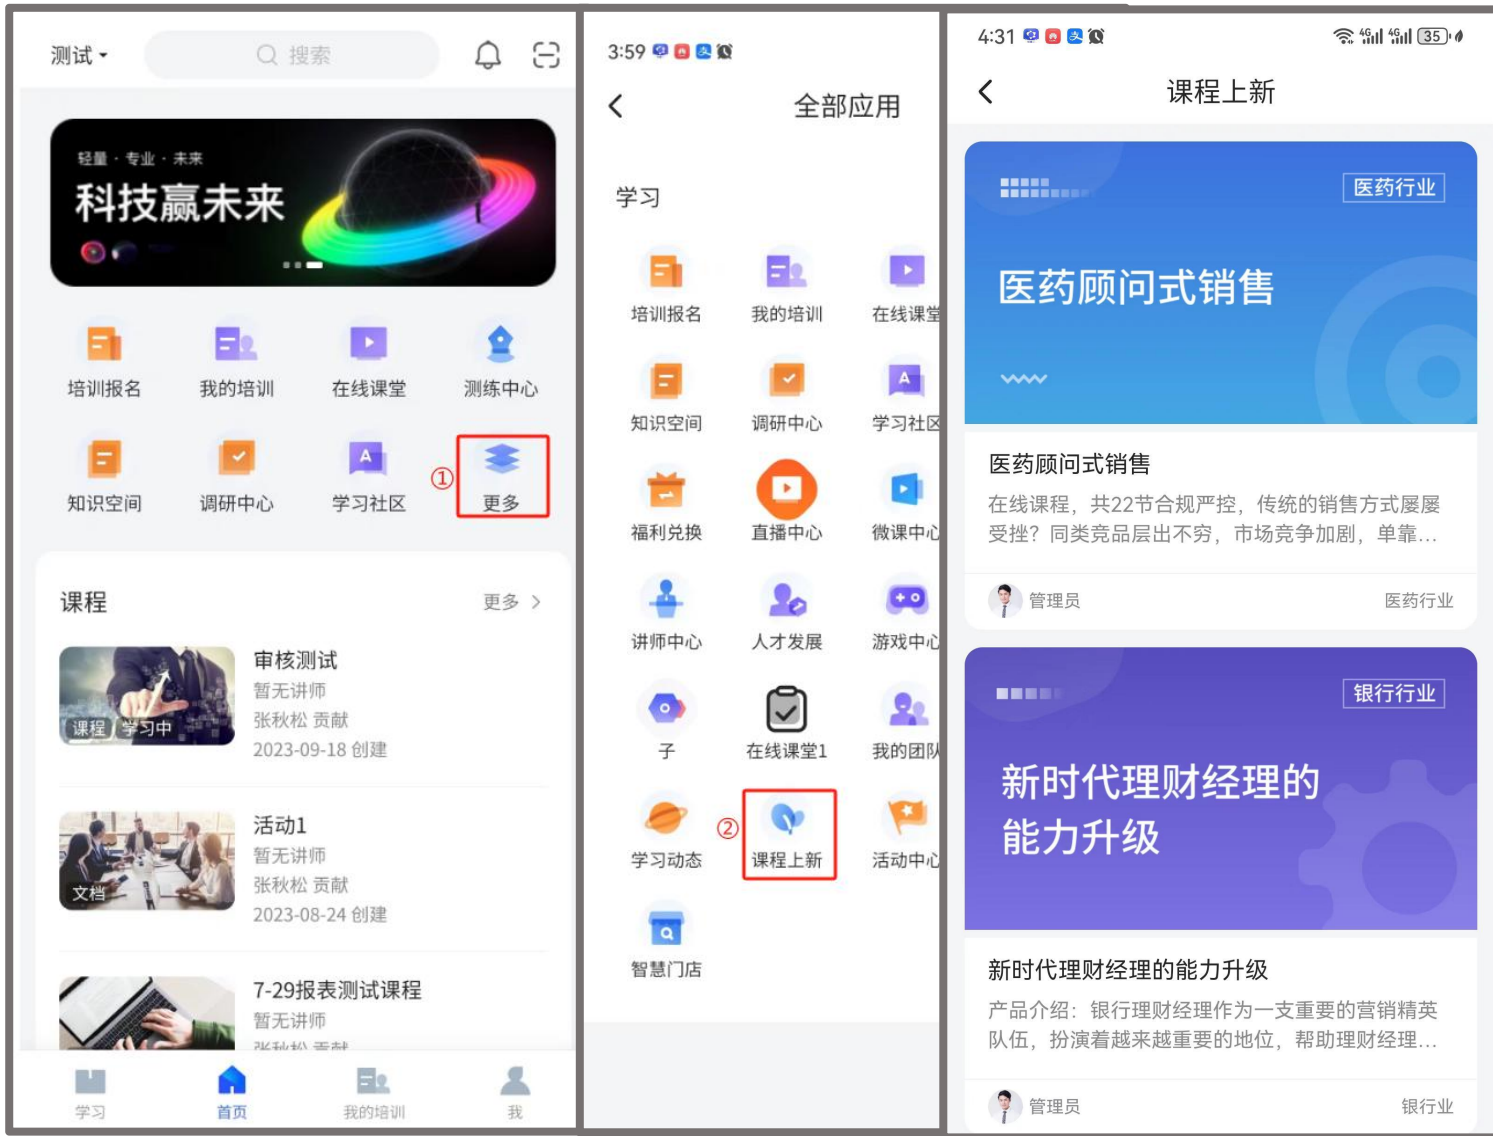 测试
搜索
轻量 · 专业 · 未来
科技赢未来
培训报名
我的培训
在线课堂
测练中心
知识空间
调研中心
学习社区
①
更多
课程
更多 >
审核测试
暂无讲师
张秋松 贡献
2023-09-18 创建
课程
学习中
活动1
暂无讲师
张秋松 贡献
2023-08-24 创建
文档
7-29报表测试课程
暂无讲师
张秋松 贡献
学习
首页
我的培训
我
3:59
全部应用
学习
培训报名
我的培训
在线课堂
知识空间
调研中心
学习社区
福利兑换
直播中心
微课中心
讲师中心
人才发展
游戏中心
子
在线课堂1
我的团队
学习动态
②
课程上新
活动中心
智慧门店
4:31
4G
4G
35
课程上新
医药行业
医药顾问式销售
医药顾问式销售
在线课程，共22节合规严控，传统的销售方式屡屡
受挫？同类竞品层出不穷，市场竞争加剧，单靠...
管理员
医药行业
银行行业
新时代理财经理的
能力升级
新时代理财经理的能力升级
产品介绍：银行理财经理作为一支重要的营销精英
队伍，扮演着越来越重要的地位，帮助理财经理...
管理员
银行业